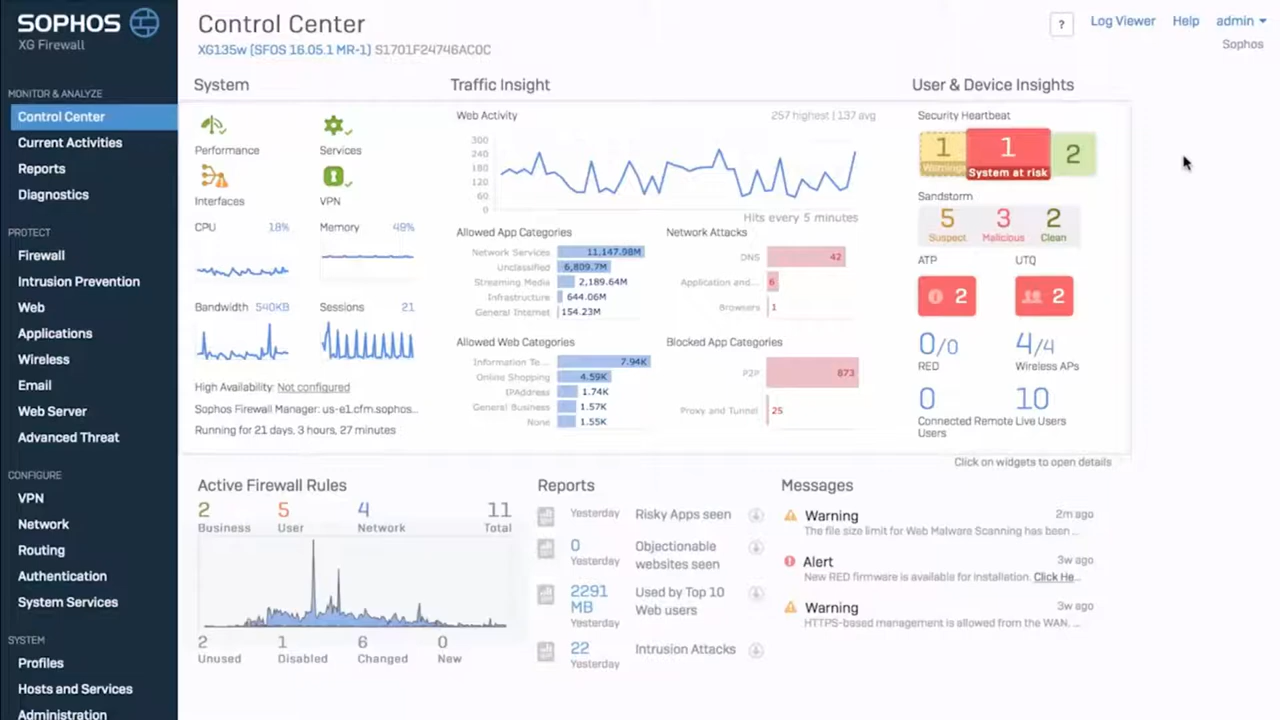 SOPHOS
XG Firewall
MONITOR & ANALYZE
Control Center
Current Activities
Reports
Diagnostics
PROTECT
Firewall
Intrusion Prevention
Web
Applications
Wireless
Email
Web Server
Advanced Threat
CONFIGURE
VPN
Network
Routing
Authentication
System Services
SYSTEM
Profiles
Hosts and Services
Administration
Control Center
XG135w (SFOS 16.05.1 MR-1) S1701F24746AC0C
?
Log Viewer
Help
admin
Sophos
System
Performance
Services
Interfaces
VPN
CPU 18%
Memory 49%
Bandwidth 540KB
Sessions 21
High Availability: Not configured
Sophos Firewall Manager: us-e1.cfm.sophos...
Running for 21 days, 3 hours, 27 minutes
Traffic Insight
Web Activity
257 highest | 137 avg
300
240
180
120
60
0
Hits every 5 minutes
Allowed App Categories
Network Services 11,147.98M
Unclassified 6,809.7M
Streaming Media 2,189.64M
Infrastructure 644.06M
General Internet 154.23M
Network Attacks
DNS 42
Application and... 6
Browsers 1
Allowed Web Categories
Information Te... 7.94K
Online Shopping 4.59K
IPAddress 1.74K
General Business 1.57K
None 1.55K
Blocked App Categories
P2P 873
Proxy and Tunnel 25
User & Device Insights
Security Heartbeat
1 Warning
1 System at risk
2
Sandstorm
5 3 2
Suspect Malicious Clean
ATP UTQ
2 2
0/0 4/4
RED Wireless APs
0 10
Connected Remote Users Live Users
Click on widgets to open details
Active Firewall Rules
2 5 4 11
Business User Network Total
2 1 6 0
Unused Disabled Changed New
Reports
Yesterday Risky Apps seen
0 Yesterday Objectionable websites seen
2291 MB Yesterday Used by Top 10 Web users
22 Yesterday Intrusion Attacks
Messages
Warning 2m ago
The file size limit for Web Malware Scanning has been ...
Alert 3w ago
New RED firmware is available for installation. Click He...
Warning 3w ago
HTTPS-based management is allowed from the WAN. ...